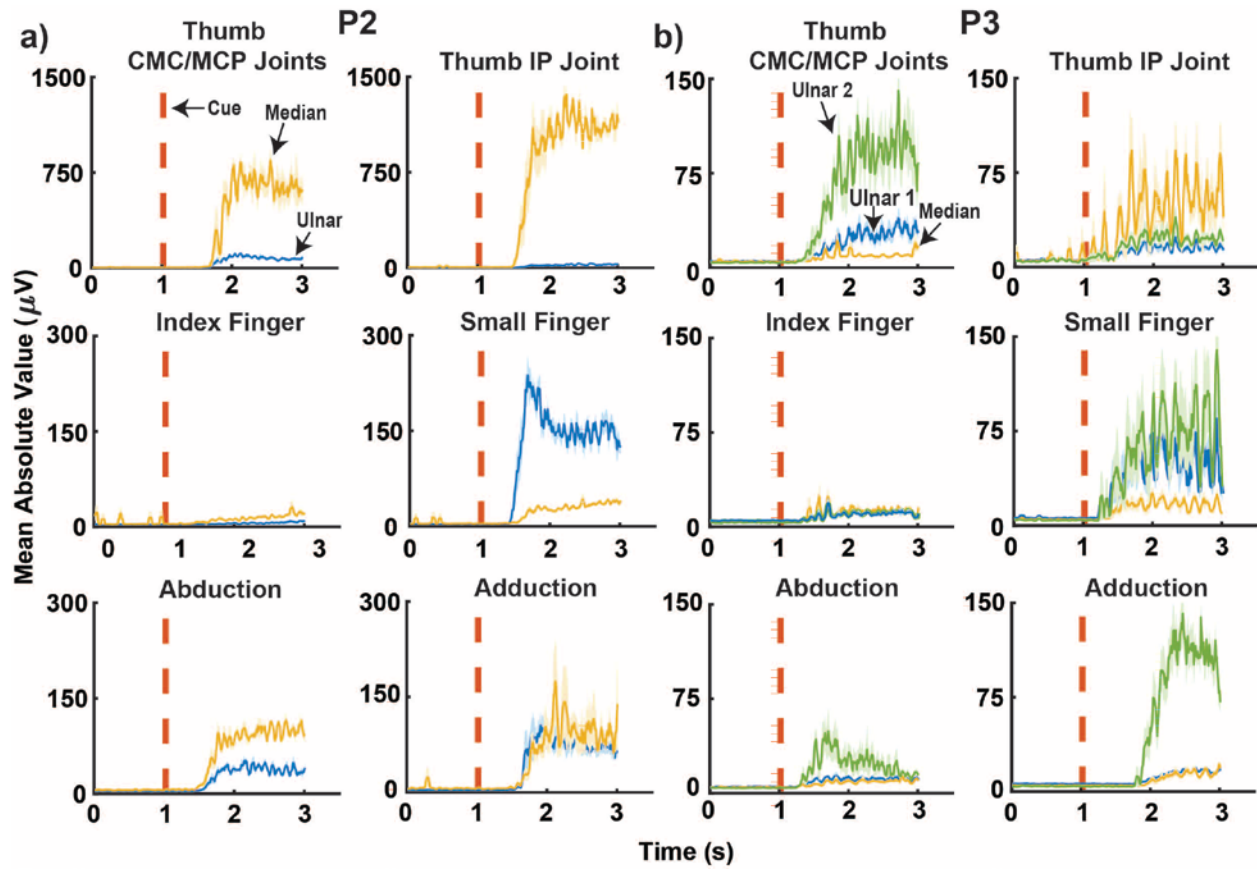 a) Thumb CMC/MCP Joints
P2
Thumb IP Joint
b) Thumb CMC/MCP Joints
P3
Thumb IP Joint
Mean Absolute Value (μV)
1500
750
0
0 1 2 3
Cue
Median
Ulnar
0 1 2 3
150
75
0
0 1 2 3
Ulnar 2
Ulnar 1
Median
150
75
0
0 1 2 3
Index Finger
300
150
0
0 1 2 3
Small Finger
300
150
0
0 1 2 3
Index Finger
150
75
0
0 1 2 3
Small Finger
150
75
0
0 1 2 3
Abduction
300
150
0
0 1 2 3
Adduction
300
150
0
0 1 2 3
Abduction
150
75
0
0 1 2 3
Adduction
150
75
0
0 1 2 3
Time (s)